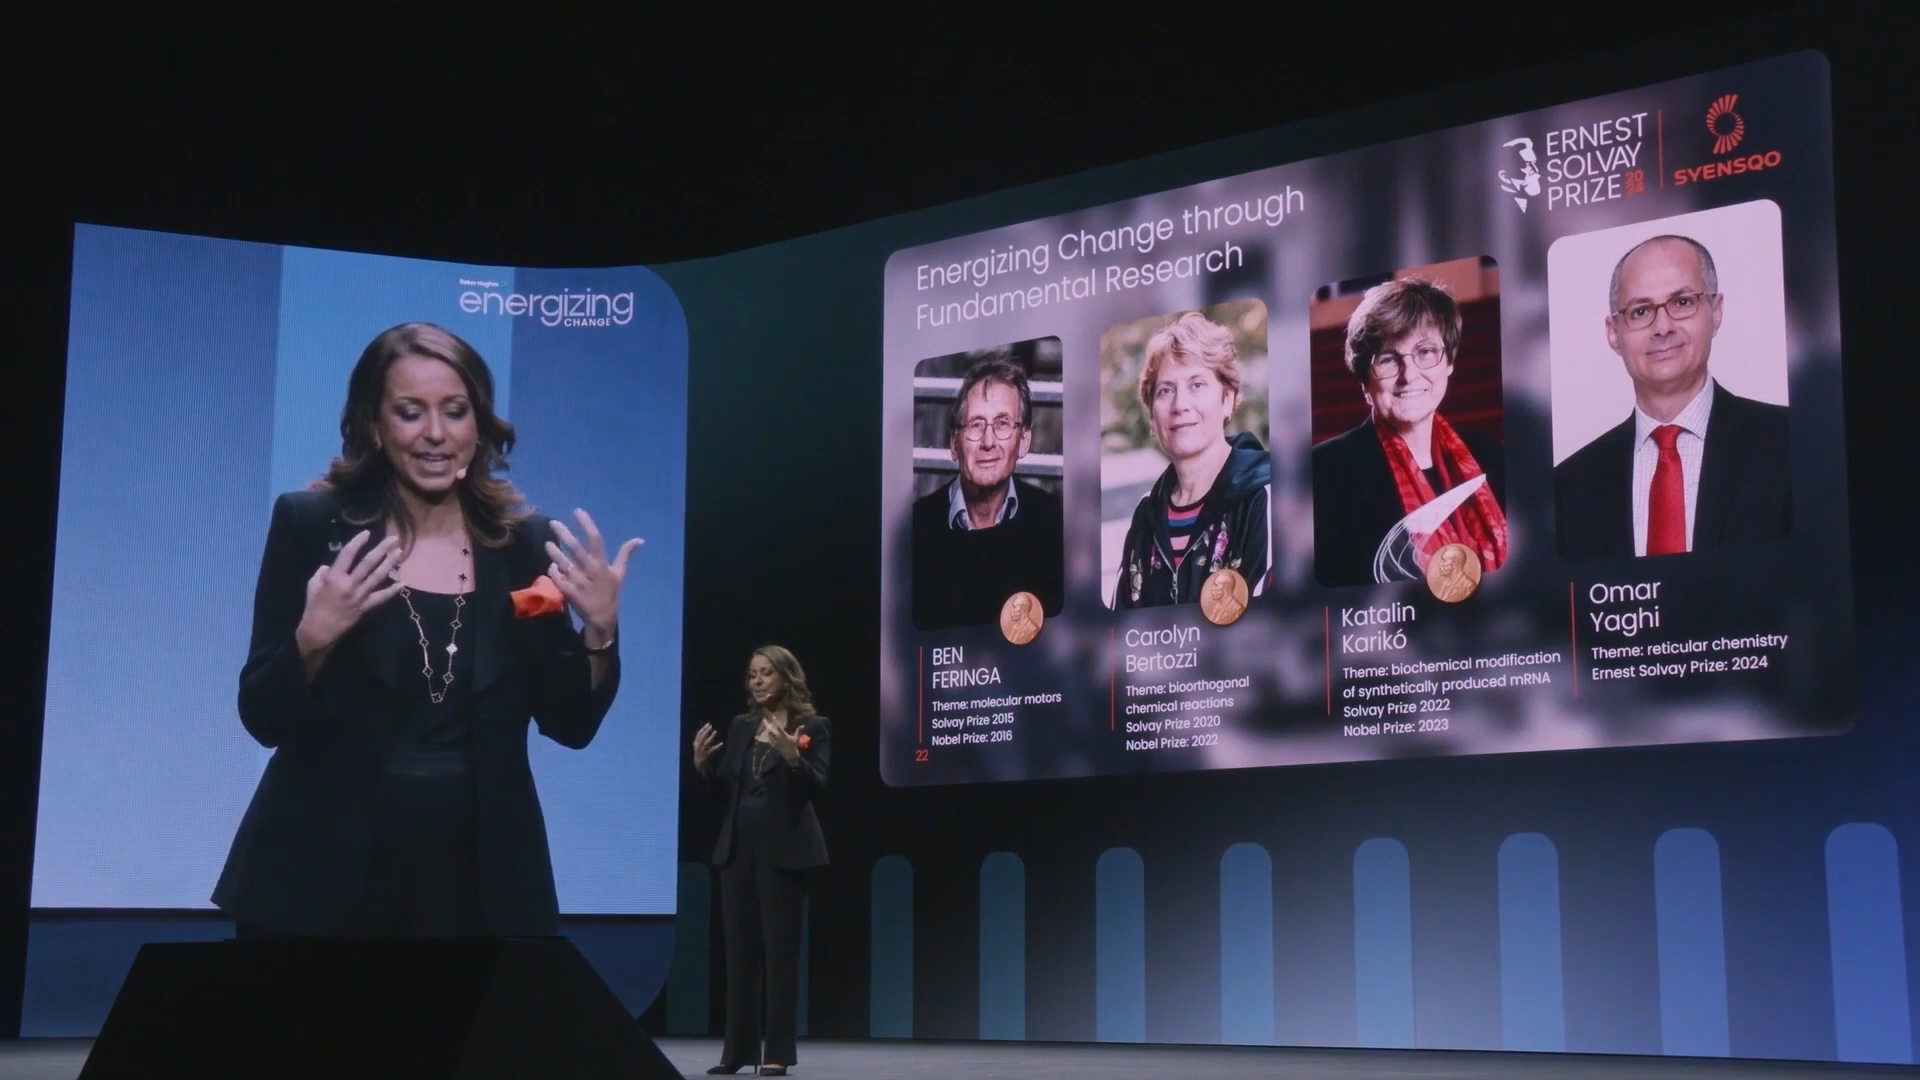 Baker Hughes
energizing
CHANGE
Energizing Change through
Fundamental Research
ERNEST
SOLVAY
PRIZE 20
24
SYENSQO
BEN
FERINGA
Theme: molecular motors
Solvay Prize 2015
Nobel Prize: 2016
22
Carolyn
Bertozzi
Theme: bioorthogonal
chemical reactions
Solvay Prize 2020
Nobel Prize: 2022
Katalin
Karikó
Theme: biochemical modification
of synthetically produced mRNA
Solvay Prize 2022
Nobel Prize: 2023
Omar
Yaghi
Theme: reticular chemistry
Ernest Solvay Prize: 2024